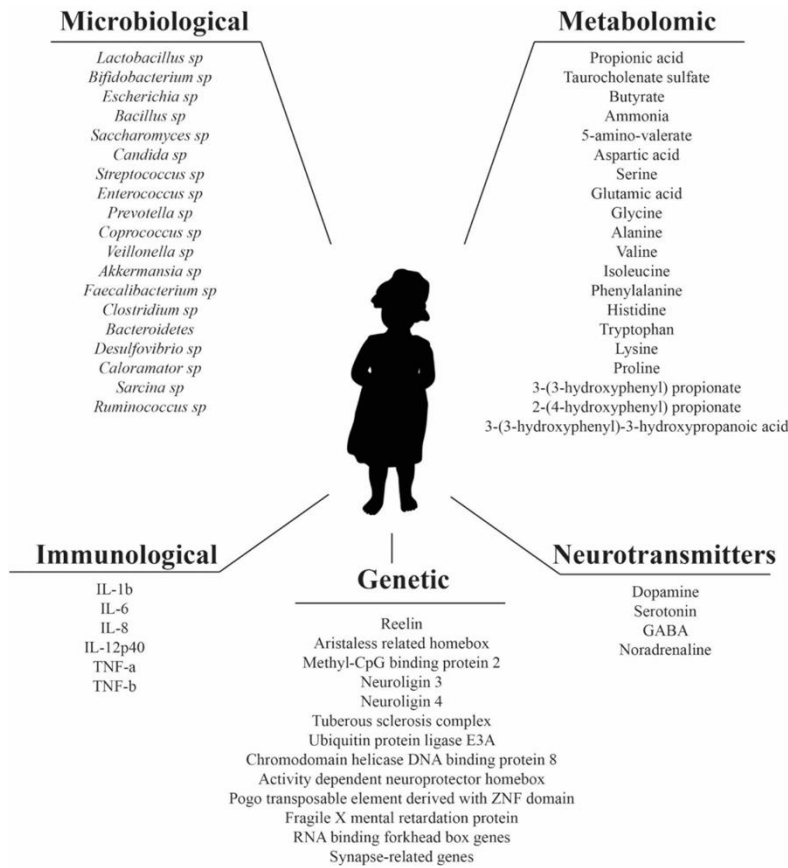 Microbiological
Lactobacillus sp
Bifidobacterium sp
Escherichia sp
Bacillus sp
Saccharomyces sp
Candida sp
Streptococcus sp
Enterococcus sp
Prevotella sp
Coprococcus sp
Veillonella sp
Akkermansia sp
Faecalibacterium sp
Clostridium sp
Bacteroidetes
Desulfovibrio sp
Caloramator sp
Sarcina sp
Ruminococcus sp
Metabolomic
Propionic acid
Taurochenate sulfate
Butyrate
Ammonia
5-amino-valerate
Aspartic acid
Serine
Glutamic acid
Glycine
Alanine
Valine
Isoleucine
Phenylalanine
Histidine
Tryptophan
Lysine
Proline
3-(3-hydroxyphenyl) propionate
2-(4-hydroxyphenyl) propionate
3-(3-hydroxyphenyl)-3-hydroxypropanoic acid
Immunological
IL-1b
IL-6
IL-8
IL-12p40
TNF-a
TNF-b
Genetic
Reelin
Aristaless related homebox
Methyl-CpG binding protein 2
Neuroligin 3
Neuroligin 4
Tuberous sclerosis complex
Ubiquitin protein ligase E3A
Chromodomain helicase DNA binding protein 8
Activity dependent neuroprotector homebox
Pogo transposable element derived with ZNF domain
Fragile X mental retardation protein
RNA binding forkhead box genes
Synapse-related genes
Neurotransmitters
Dopamine
Serotonin
GABA
Noradrenaline